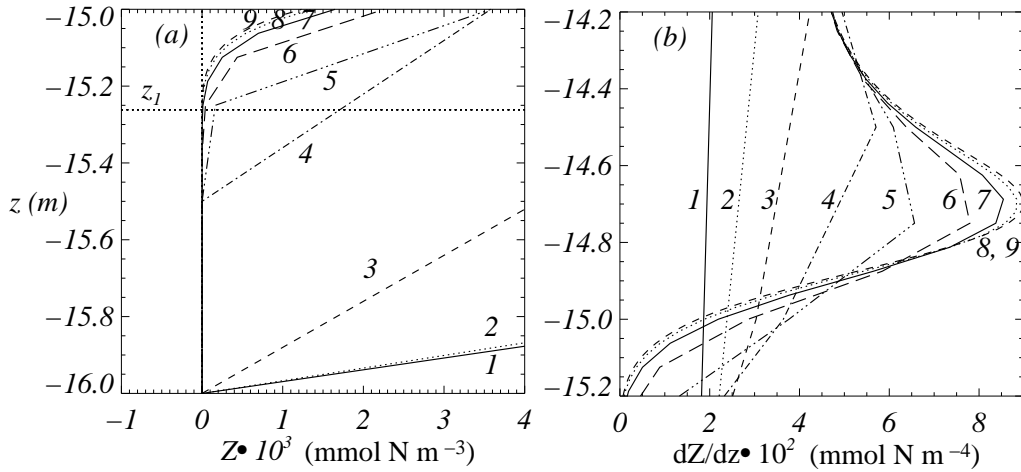 (a)
9 8 7
6
5
z1
4
3
2
1
−15.0
−15.2
−15.4
z (m)
−15.6
−15.8
−16.0
−1 0 1 2 3 4
Z• 10³ (mmol N m⁻³)
(b)
−14.2
−14.4
−14.6
−14.8
−15.0
−15.2
1 2 3 4 5 6 7
8, 9
0 2 4 6 8
dZ/dz• 10² (mmol N m⁻⁴)